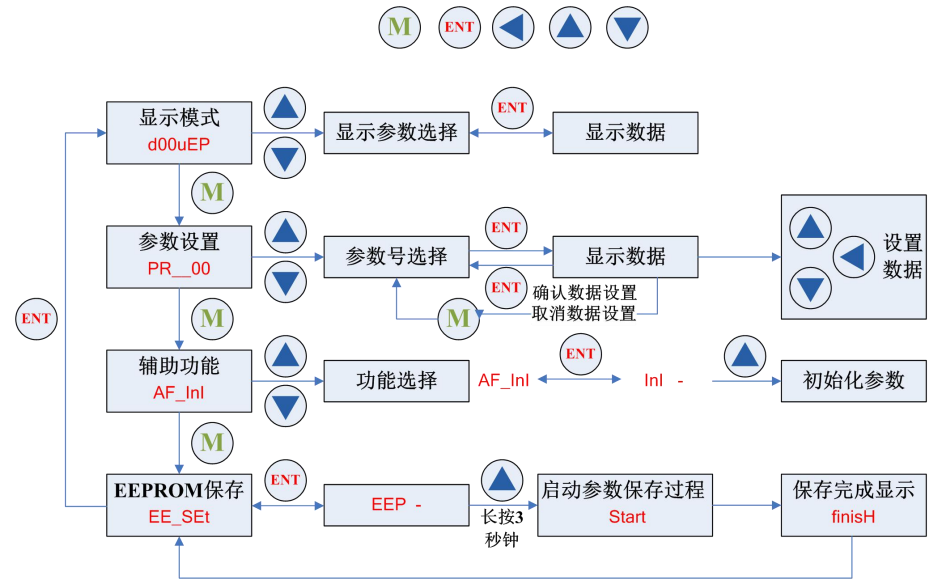 M ENT
显示模式
d00uEP
显示参数选择
ENT
显示数据
M
参数设置
PR__00
参数号选择
ENT
显示数据
设置
数据
ENT
确认数据设置
取消数据设置
M
ENT
M
辅助功能
AF_InI
功能选择
AF_InI
ENT
InI -
初始化参数
M
EEPROM保存
EE_SEt
ENT
EEP -
长按3
秒钟
启动参数保存过程
Start
保存完成显示
finisH